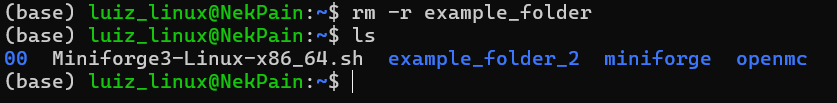 (base) luiz_linux@NekPain:~$ rm -r example_folder
(base) luiz_linux@NekPain:~$ ls
00  Miniforge3-Linux-x86_64.sh  example_folder_2  miniforge  openmc
(base) luiz_linux@NekPain:~$